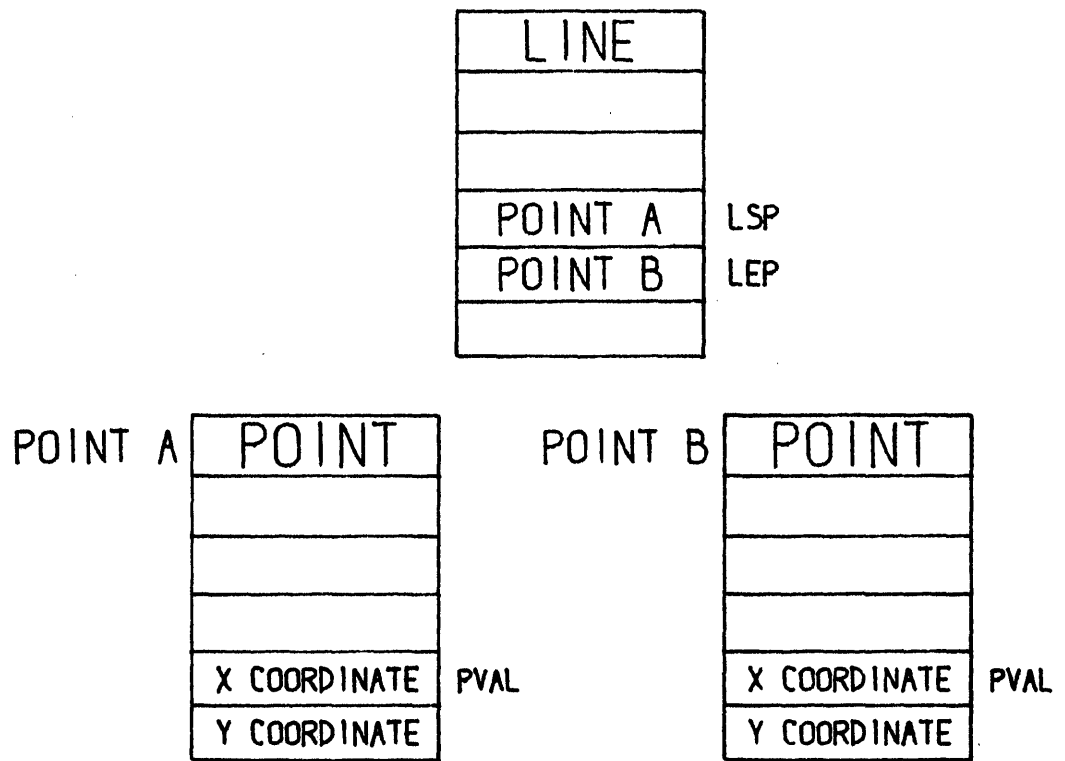 LINE
POINT A LSP
POINT B LEP
POINT A POINT POINT B POINT
X COORDINATE PVAL X COORDINATE PVAL
Y COORDINATE Y COORDINATE